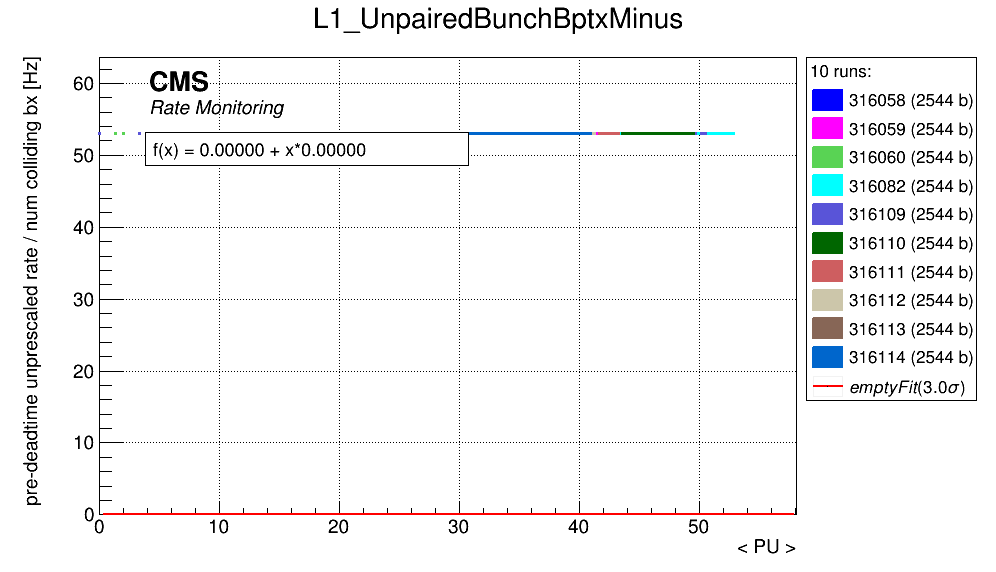 L1_UnpairedBunchBptxMinus
pre-deadtime unprescaled rate / num colliding bx [Hz]
CMS
Rate Monitoring
f(x) = 0.00000 + x*0.00000
60
50
40
30
20
10
0
0 10 20 30 40 50
< PU >
10 runs:
316058 (2544 b)
316059 (2544 b)
316060 (2544 b)
316082 (2544 b)
316109 (2544 b)
316110 (2544 b)
316111 (2544 b)
316112 (2544 b)
316113 (2544 b)
316114 (2544 b)
emptyFit(3.0σ)